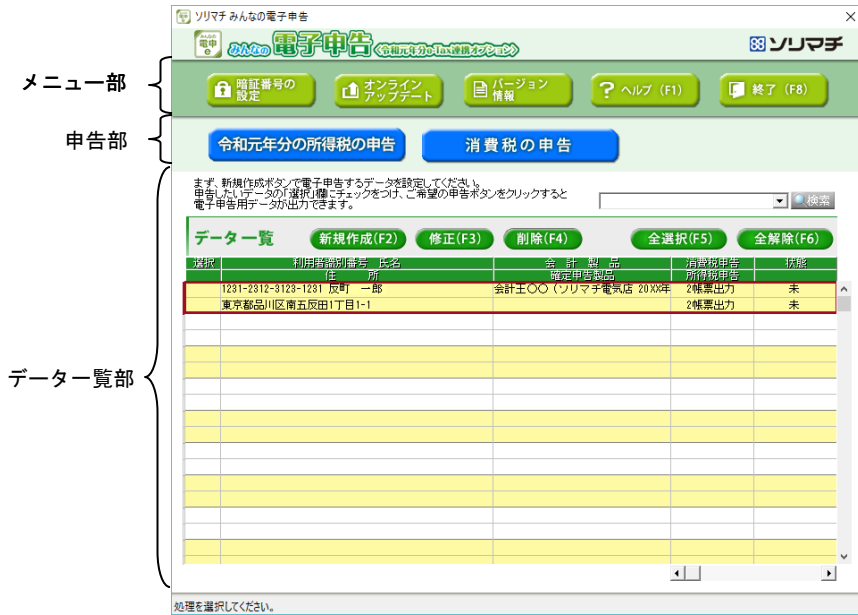 ソリマチ みんなの電子申告
みんなの 電申 e
みんなの 電子申告 <令和元年分e-Tax連携オプション>
ソリマチ
メニュー部
暗証番号の
設定
オンライン
アップデート
バージョン
情報
ヘルプ (F1)
終了 (F8)
申告部
令和元年分の所得税の申告
消費税の申告
まず、新規作成ボタンで電子申告するデータを設定してください。
申告したいデータの「選択」欄にチェックをつけ、ご希望の申告ボタンをクリックすると
電子申告用データが出力できます。
検索
データ一覧
新規作成(F2)
修正(F3)
削除(F4)
全選択(F5)
全解除(F6)
選択 利用者識別番号 氏名 会 計 製 品 消費税申告 状態
住 所 確定申告製品 所得税申告
1231-2312-3123-1231 反町 一郎 会計王〇〇（ソリマチ電気店 20XX年 2帳票出力 未
東京都品川区南五反田1丁目1-1 2帳票出力 未
データ一覧部
処理を選択してください。